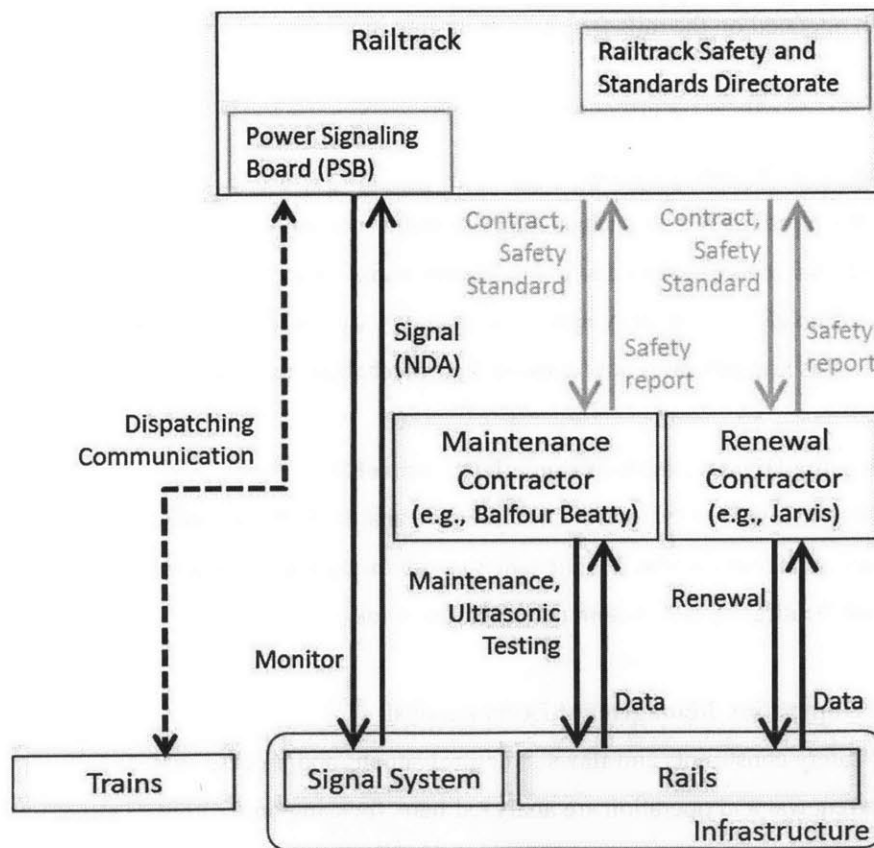 Railtrack
Railtrack Safety and
Standards Directorate
Power Signaling
Board (PSB)
Contract,
Safety
Standard
Contract,
Safety
Standard
Signal
(NDA)
Safety
report
Safety
report
Dispatching
Communication
Maintenance
Contractor
(e.g., Balfour Beatty)
Renewal
Contractor
(e.g., Jarvis)
Maintenance,
Ultrasonic
Testing
Renewal
Monitor
Data
Data
Trains
Signal System
Rails
Infrastructure